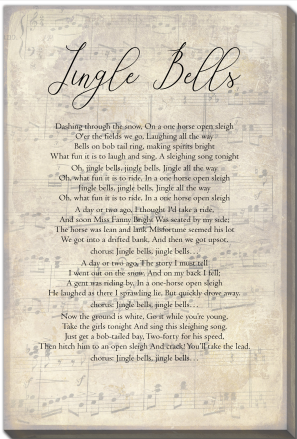 Jingle Bells
Dashing through the snow, On a one horse open sleigh
O'er the fields we go, Laughing all the way
Bells on bob tail ring, making spirits bright
What fun it is to laugh and sing, A sleighing song tonight
Oh, jingle bells, jingle bells, Jingle all the way
Oh, what fun it is to ride, In a one horse open sleigh
Jingle bells, jingle bells, Jingle all the way
Oh, what fun it is to ride, In a one horse open sleigh
A day or two ago, I thought I'd take a ride,
And soon Miss Fanny Bright Was seated by my side;
The horse was lean and lank Misfortune seemed his lot
We got into a drifted bank, And then we got upsot.
chorus: Jingle bells, jingle bells…
A day or two ago, The story I must tell
I went out on the snow, And on my back I fell;
A gent was riding by, In a one-horse open sleigh
He laughed as there I sprawling lie, But quickly drove away.
chorus: Jingle bells, jingle bells…
Now the ground is white, Go it while you're young,
Take the girls tonight And sing this sleighing song.
Just get a bob-tailed bay, Two-forty for his speed,
Then hitch him to an open sleigh And crack! You'll take the lead.
chorus: Jingle bells, jingle bells…